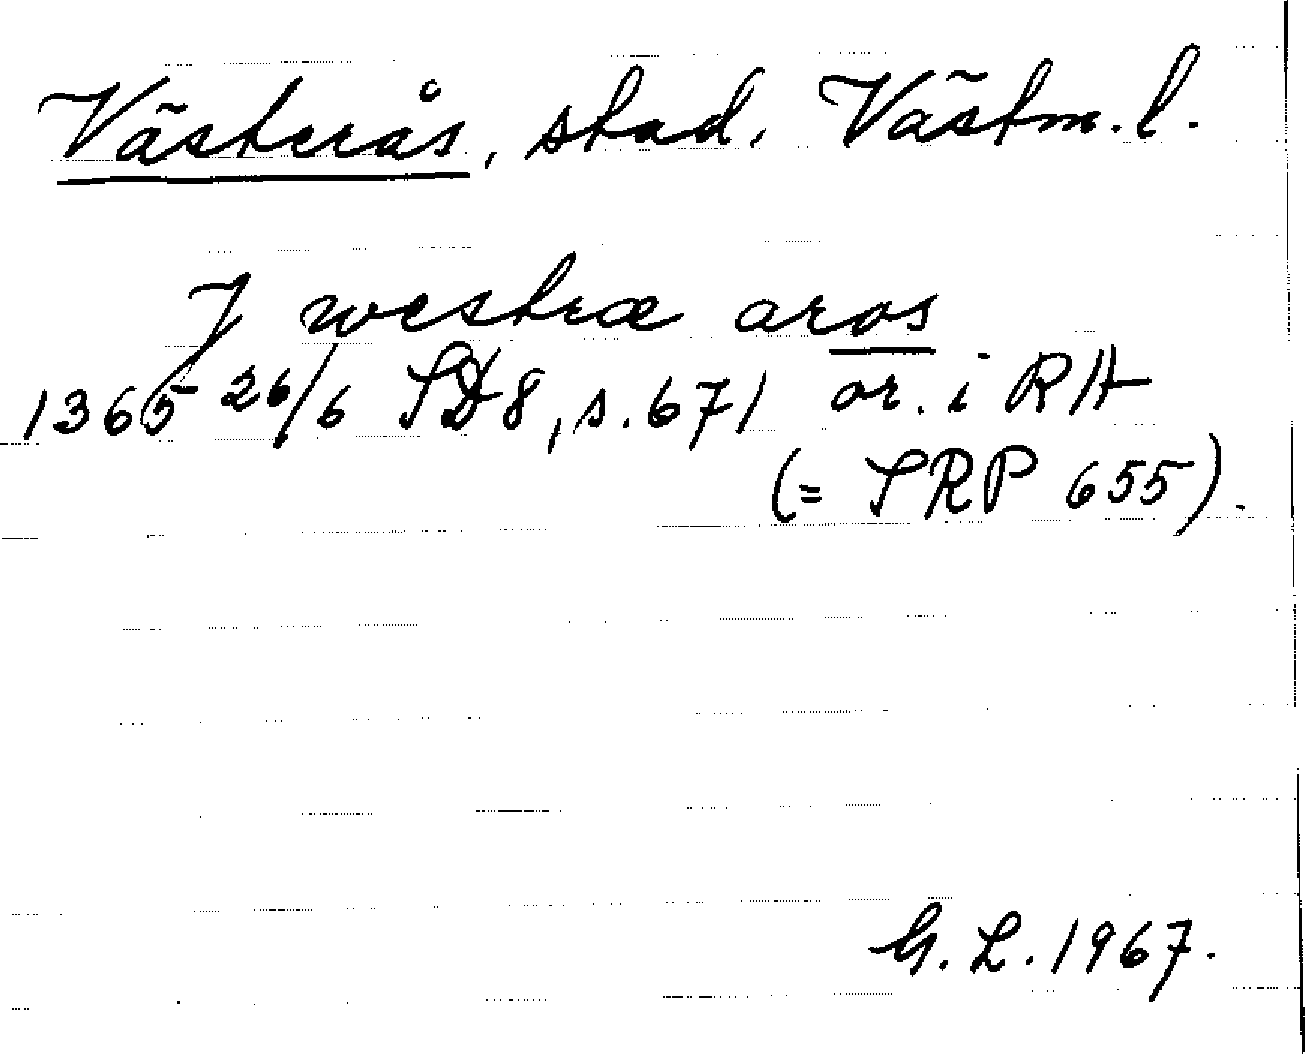 Västerås, stad, Västm. l.
J westræ aros
1365 26/6 SD 8, s. 671 or. i RA
(= SRP 655).
G. L. 1967.